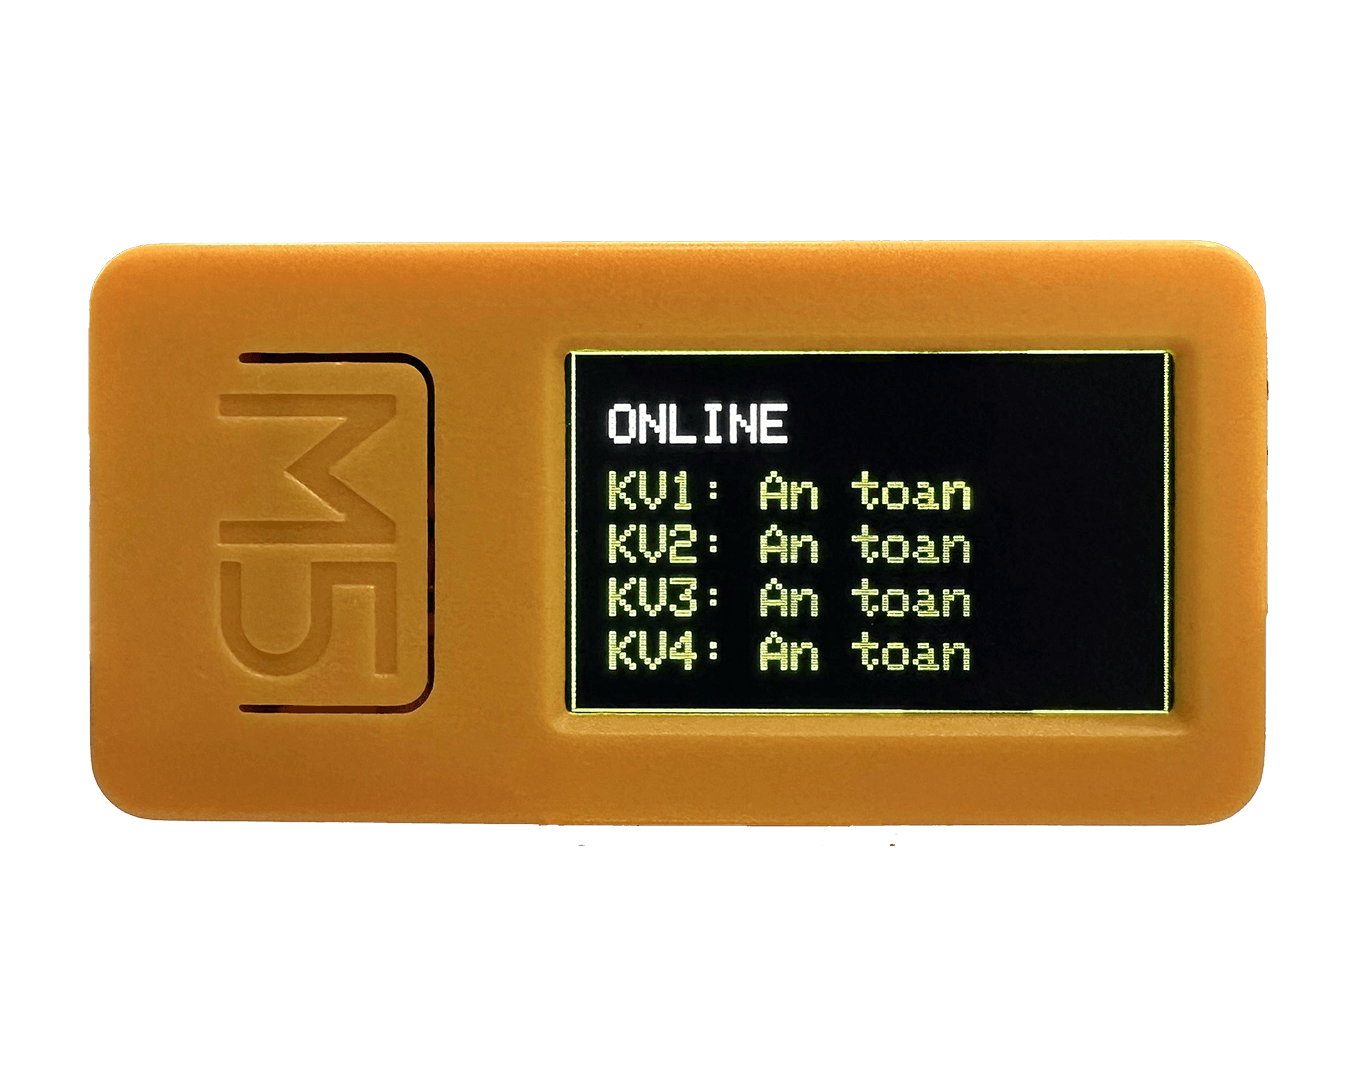 M5
ONLINE
KV1: An toan
KV2: An toan
KV3: An toan
KV4: An toan